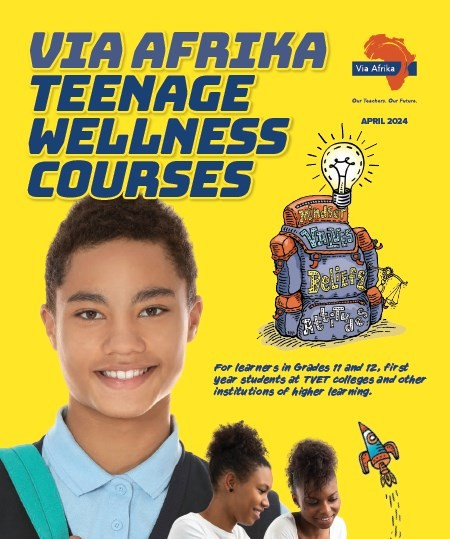 VIA AFRIKA
TEENAGE
WELLNESS
COURSES
Via Afrika
Our Teachers. Our Future.
APRIL 2024
Mindset
Values
Beliefs
Attitude
For learners in Grades 11 and 12, first
year students at TVET colleges and other
institutions of higher learning.